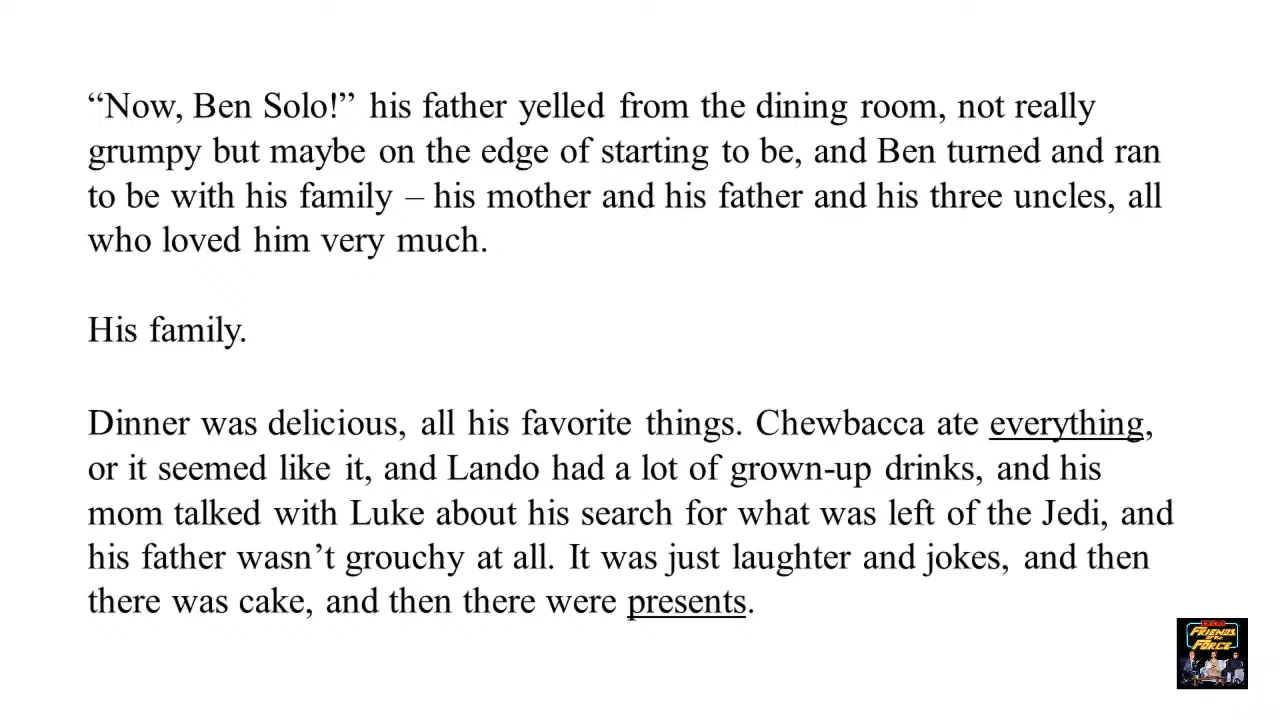 “Now, Ben Solo!” his father yelled from the dining room, not really
grumpy but maybe on the edge of starting to be, and Ben turned and ran
to be with his family – his mother and his father and his three uncles, all
who loved him very much.
His family.
Dinner was delicious, all his favorite things. Chewbacca ate everything,
or it seemed like it, and Lando had a lot of grown-up drinks, and his
mom talked with Luke about his search for what was left of the Jedi, and
his father wasn’t grouchy at all. It was just laughter and jokes, and then
there was cake, and then there were presents.
FRIENDS
of the
FORCE